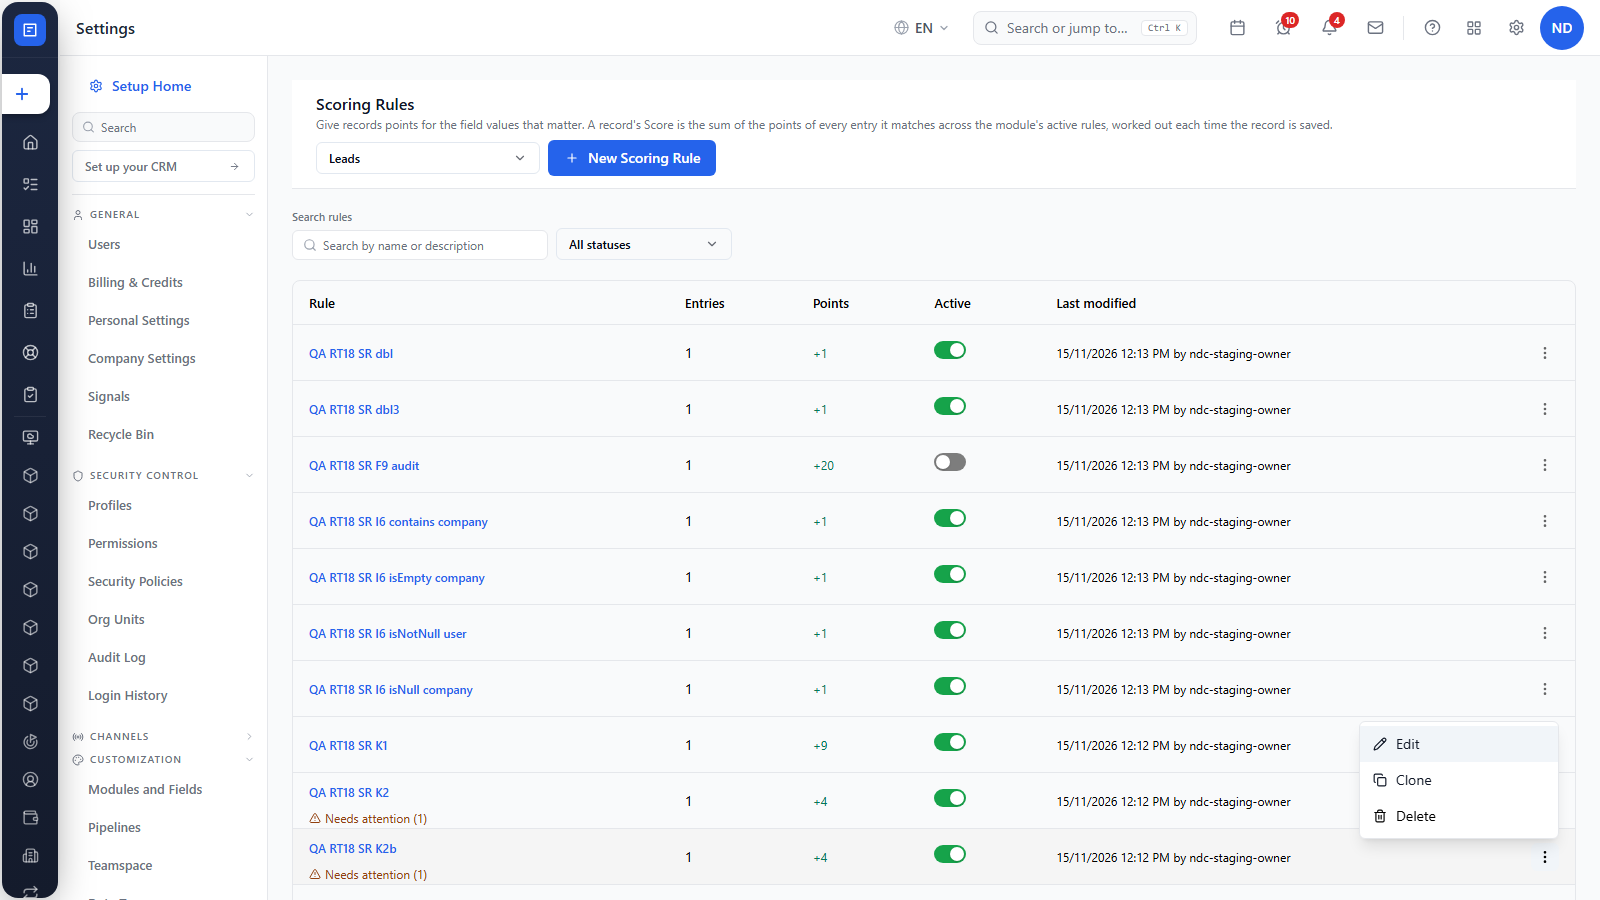 Settings
EN
Search or jump to...
Ctrl K
10
4
ND
Setup Home
Search
Set up your CRM
GENERAL
Users
Billing & Credits
Personal Settings
Company Settings
Signals
Recycle Bin
SECURITY CONTROL
Profiles
Permissions
Security Policies
Org Units
Audit Log
Login History
CHANNELS
CUSTOMIZATION
Modules and Fields
Pipelines
Teamspace
Scoring Rules
Give records points for the field values that matter. A record's Score is the sum of the points of every entry it matches across the module's active rules, worked out each time the record is saved.
Leads
New Scoring Rule
Search rules
Search by name or description
All statuses
Rule Entries Points Active Last modified
QA RT18 SR dbl 1 +1 15/11/2026 12:13 PM by ndc-staging-owner
QA RT18 SR dbl3 1 +1 15/11/2026 12:13 PM by ndc-staging-owner
QA RT18 SR F9 audit 1 +20 15/11/2026 12:13 PM by ndc-staging-owner
QA RT18 SR I6 contains company 1 +1 15/11/2026 12:13 PM by ndc-staging-owner
QA RT18 SR I6 isEmpty company 1 +1 15/11/2026 12:13 PM by ndc-staging-owner
QA RT18 SR I6 isNotNull user 1 +1 15/11/2026 12:13 PM by ndc-staging-owner
QA RT18 SR I6 isNull company 1 +1 15/11/2026 12:13 PM by ndc-staging-owner
QA RT18 SR K1 1 +9 15/11/2026 12:12 PM by ndc-staging-owner
QA RT18 SR K2 1 +4 15/11/2026 12:12 PM by ndc-staging-owner
Needs attention (1)
QA RT18 SR K2b 1 +4 15/11/2026 12:12 PM by ndc-staging-owner
Needs attention (1)
Edit
Clone
Delete